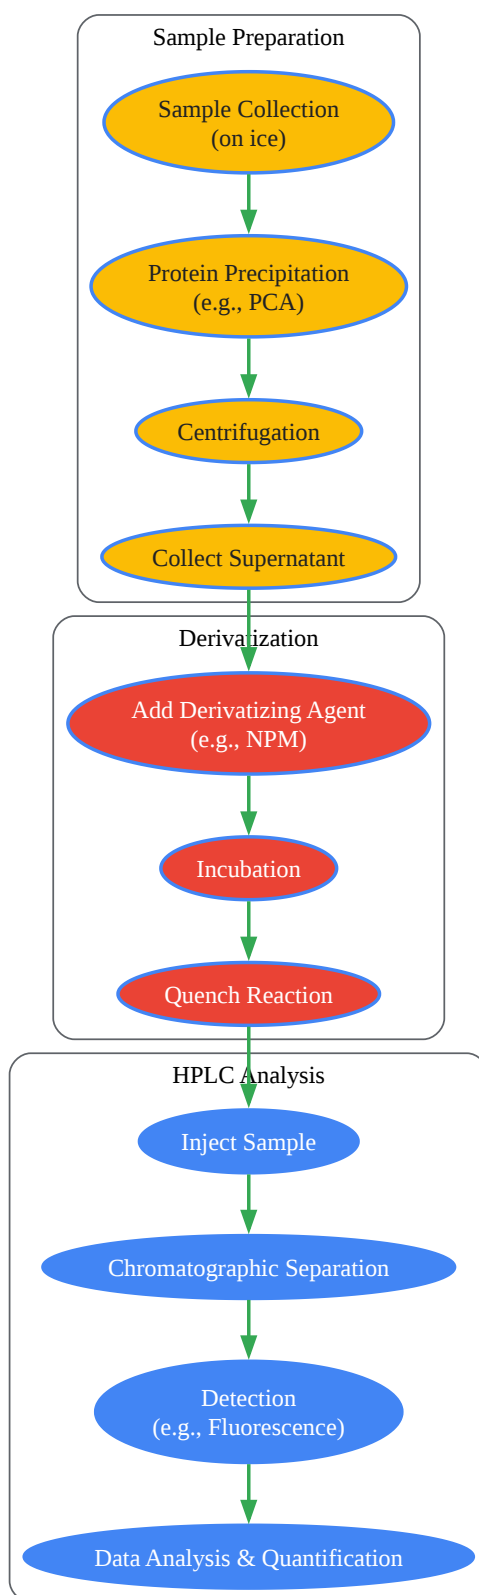 Sample Preparation
Sample Collection
(on ice)
Protein Precipitation
(e.g., PCA)
Centrifugation
Collect Supernatant
Derivatization
Add Derivatizing Agent
(e.g., NPM)
Incubation
Quench Reaction
HPLC Analysis
Inject Sample
Chromatographic Separation
Detection
(e.g., Fluorescence)
Data Analysis & Quantification